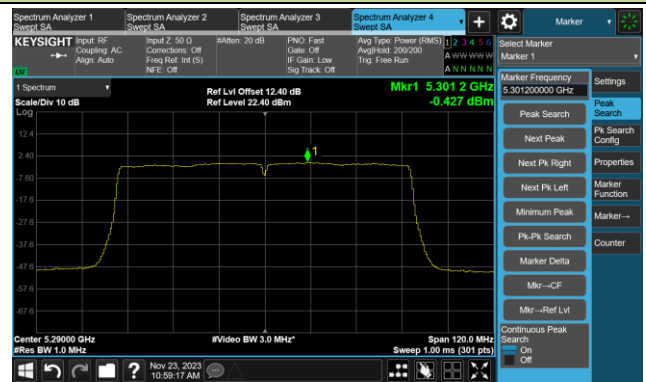 Spectrum Analyzer 1
Swept SA
Spectrum Analyzer 2
Swept SA
Spectrum Analyzer 3
Swept SA
Spectrum Analyzer 4
Swept SA
Marker
KEYSIGHT
Input: RF
Coupling: AC
Align: Auto
Input Z: 50 Ω
Corrections: Off
Freq Ref: Int (S)
NFE: Off
#Atten: 20 dB
PNO: Fast
Gate: Off
IF Gain: Low
Sig Track: Off
Avg Type: Power (RMS)
Avg|Hold: 200/200
Trig: Free Run
1 2 3 4 5 6
A W W W W W
A N N N N N
LVI
Select Marker
Marker 1
1 Spectrum
Scale/Div 10 dB
Log
Ref Lvl Offset 12.40 dB
Ref Level 22.40 dBm
Mkr1 5.301 2 GHz
-0.427 dBm
1
12.4
2.40
-7.60
-17.6
-27.6
-37.6
-47.6
-57.6
-67.6
Center 5.29000 GHz
#Res BW 1.0 MHz
#Video BW 3.0 MHz*
Span 120.0 MHz
Sweep 1.00 ms (301 pts)
Marker Frequency
5.301200000 GHz
Peak Search
Next Peak
Next Pk Right
Next Pk Left
Minimum Peak
Pk-Pk Search
Marker Delta
Mkr→CF
Mkr→Ref Lvl
Continuous Peak
Search
On
Off
Settings
Peak
Search
Pk Search
Config
Properties
Marker
Function
Marker→
Counter
?
Nov 23, 2023
10:59:17 AM